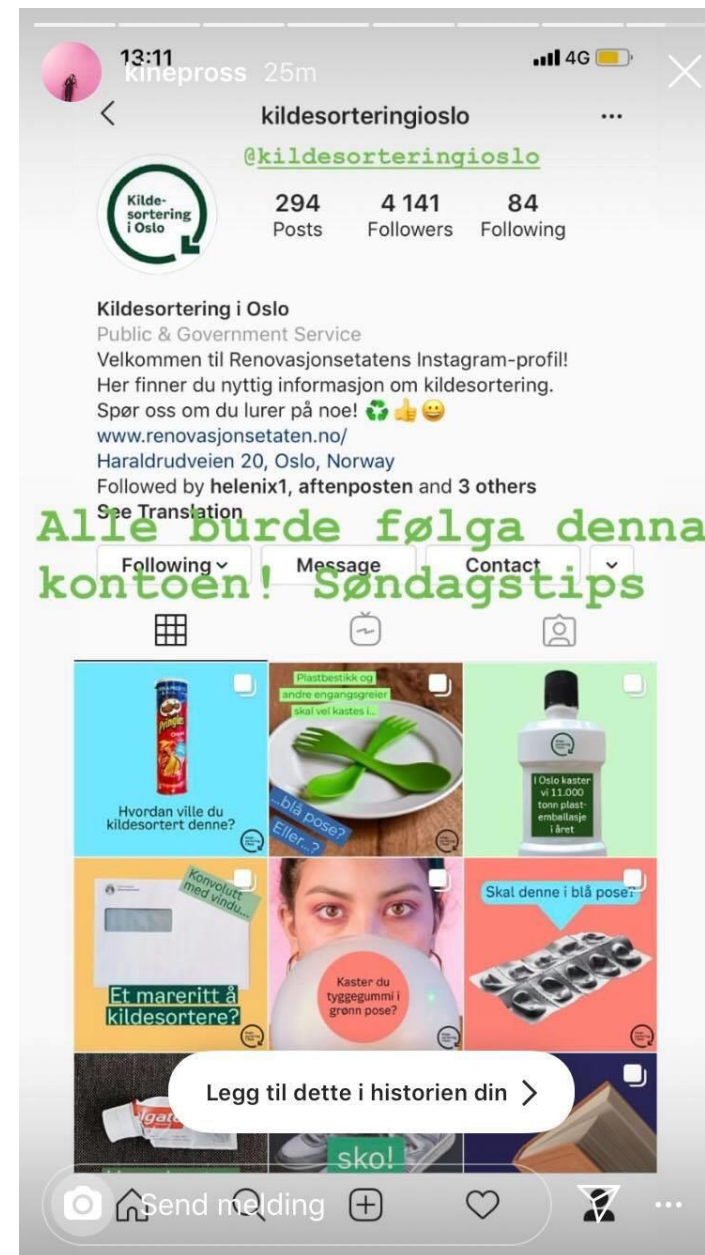 13:11
4G
kinepross 25m
kildesorteringioslo
@kildesorteringioslo
Kilde-
sortering
i Oslo
294 4 141 84
Posts Followers Following
Kildesortering i Oslo
Public & Government Service
Velkommen til Renovasjonsetatens Instagram-profil!
Her finner du nyttig informasjon om kildesortering.
Spør oss om du lurer på noe! ♻️👍😀
www.renovasjonsetaten.no/
Haraldrudveien 20, Oslo, Norway
Followed by helenix1, aftenposten and 3 others
See Translation
Alle burde følga denna
kontoen! Søndagstips
Following Message Contact
Pringles
Hvordan ville du
kildesortert denne?
Plastbestikk og
andre engangsgreier
skal vel kastes i...
...blå pose?
Eller...?
I Oslo kaster
vi 11.000
tonn plast-
emballasje
i året
Konvolutt
med vindu...
Et mareritt å
kildesortere?
Kaster du
tyggegummi i
grønn pose?
Skal denne i blå pose?
Legg til dette i historien din
lgate
sko!
Send melding